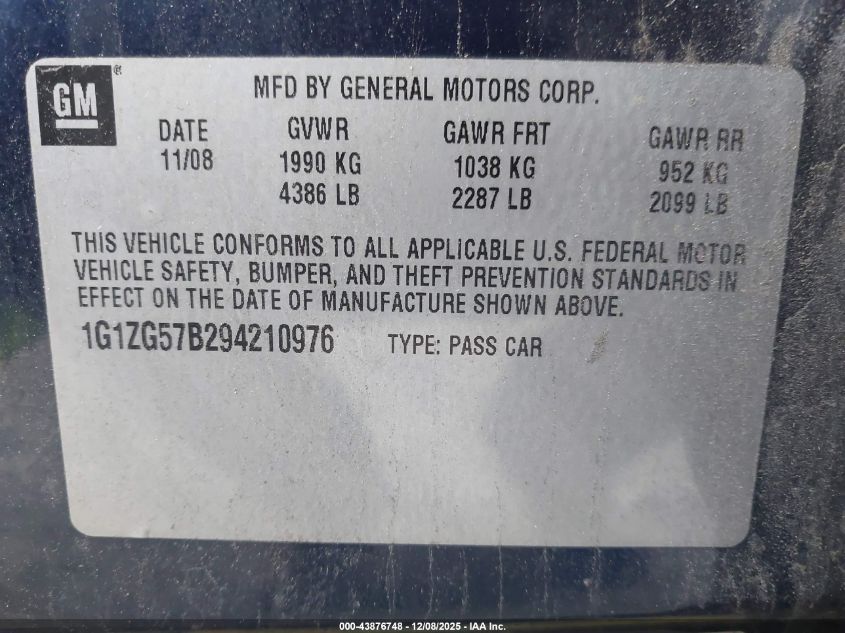 GM®
MFD BY GENERAL MOTORS CORP.
DATE GVWR GAWR FRT GAWR RR
11/08 1990 KG 1038 KG 952 KG
4386 LB 2287 LB 2099 LB
THIS VEHICLE CONFORMS TO ALL APPLICABLE U.S. FEDERAL MOTOR
VEHICLE SAFETY, BUMPER, AND THEFT PREVENTION STANDARDS IN
EFFECT ON THE DATE OF MANUFACTURE SHOWN ABOVE.
1G1ZG57B294210976 TYPE: PASS CAR
000-43876748 - 12/08/2025 - IAA Inc.